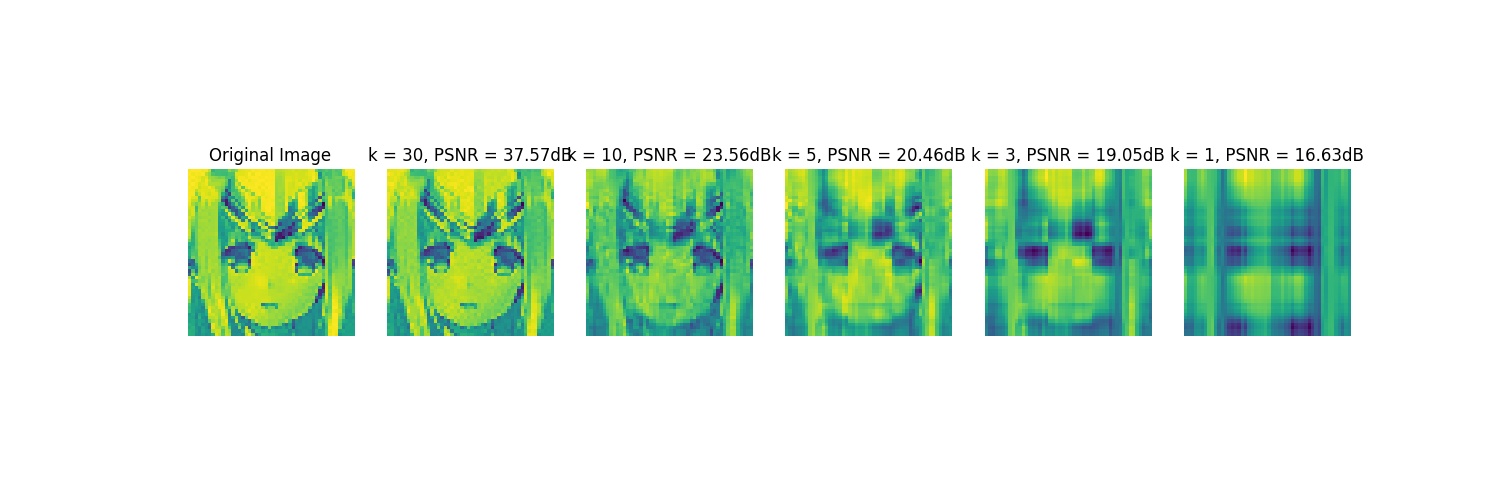 Original Image
k = 30, PSNR = 37.57dB
k = 10, PSNR = 23.56dB
k = 5, PSNR = 20.46dB
k = 3, PSNR = 19.05dB
k = 1, PSNR = 16.63dB